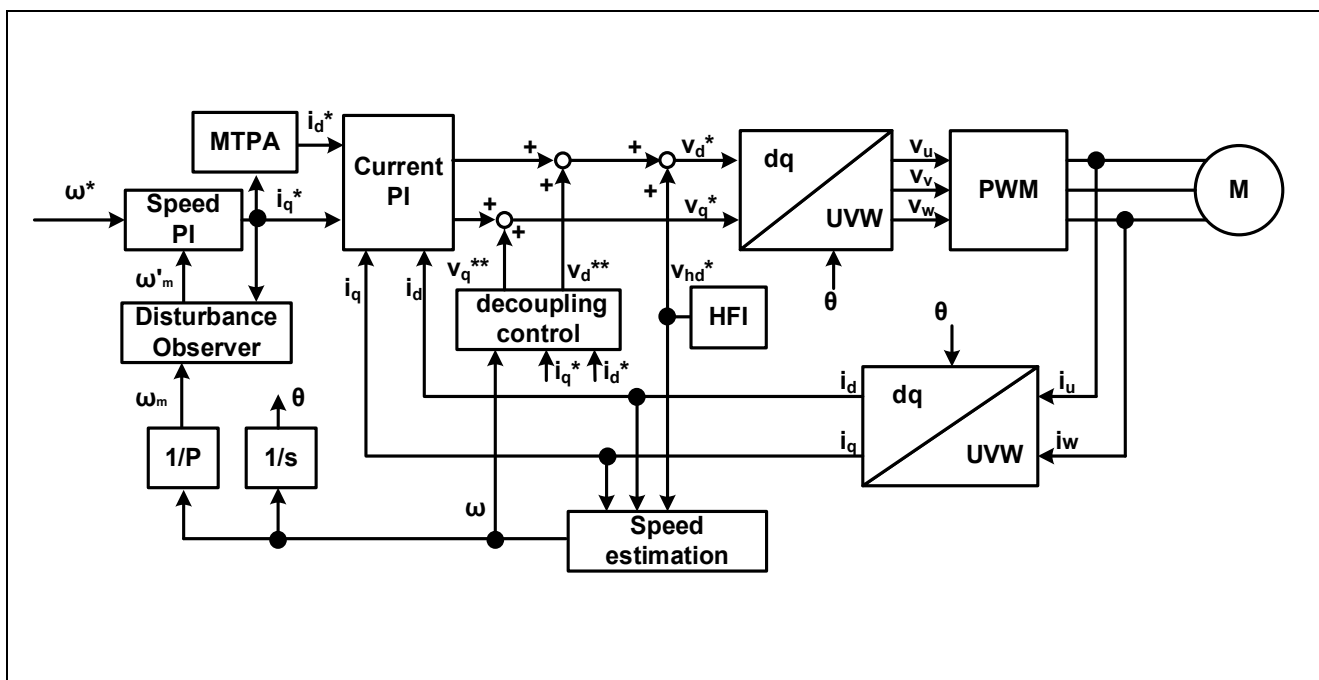 MTPA
i_d*
ω*
Speed
PI
i_q*
Current
PI
+
+
+
+
+
+
v_d*
v_q*
dq
UVW
θ
v_u
v_v
v_w
PWM
M
ω'_m
v_q**
v_d**
v_hd*
i_q
i_d
decoupling
control
HFI
i_q*
i_d*
Disturbance
Observer
θ
i_d
i_q
dq
UVW
i_u
iw
ω_m
θ
1/P
1/s
ω
Speed
estimation